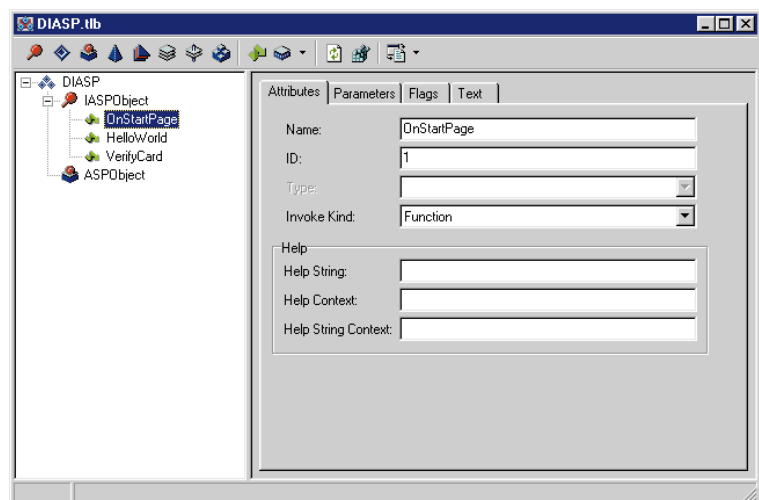 DIASP.tlb
DIASP
IASPObject
OnStartPage
HelloWorld
VerifyCard
ASPObject
Attributes Parameters Flags Text
Name: OnStartPage
ID: 1
Type:
Invoke Kind: Function
Help
Help String:
Help Context:
Help String Context: